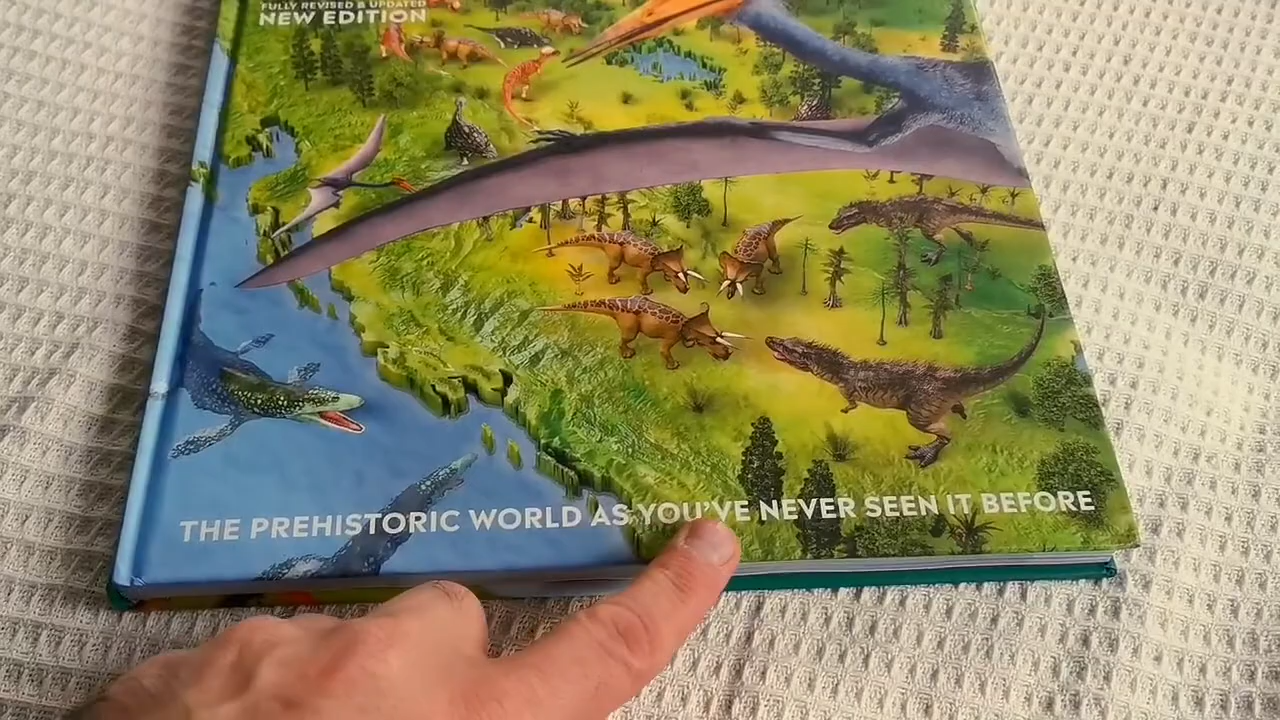 FULLY REVISED & UPDATED
NEW EDITION
THE PREHISTORIC WORLD AS YOU'VE NEVER SEEN IT BEFORE